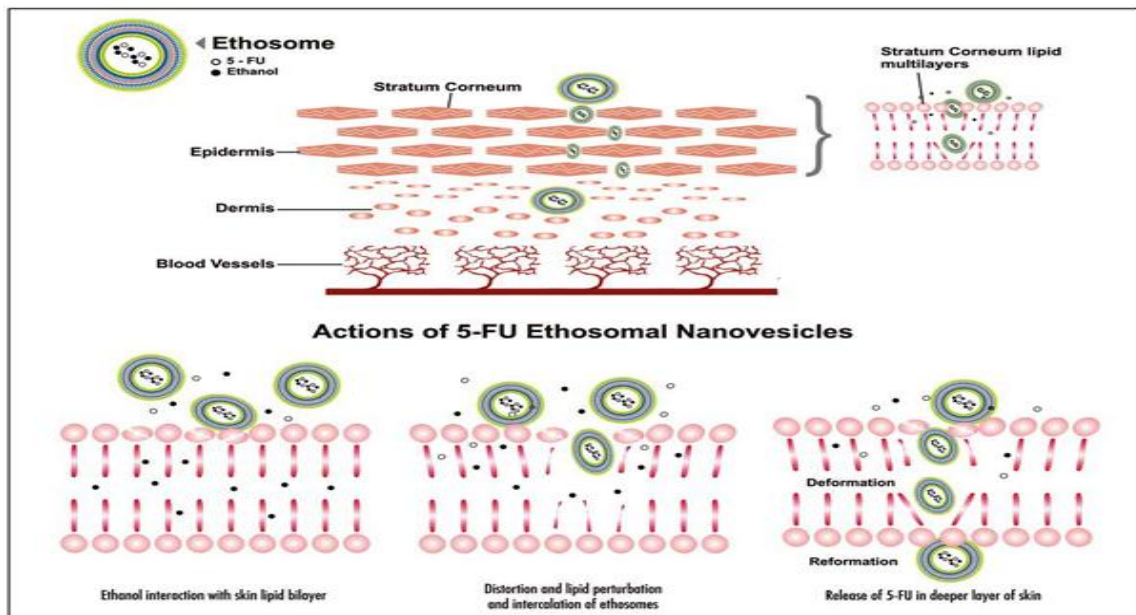 Ethosome
5 - FU
Ethanol
Stratum Corneum
Stratum Corneum lipid
multilayers
Epidermis
Dermis
Blood Vessels
Actions of 5-FU Ethosomal Nanovesicles
Deformation
Reformation
Ethanol interaction with skin lipid bilayer
Distortion and lipid perturbation
and intercalation of ethosomes
Release of 5-FU in deeper layer of skin